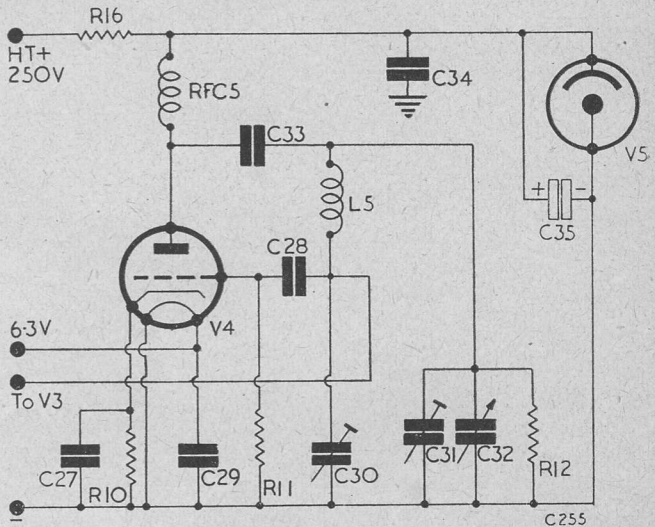 R16
HT+
250V
RFC5
C34
C33
V5
L5
+ -
C35
C28
V4
6·3V
To V3
C27
R10
C29
R11
C30
C31
C32
R12
−
C255